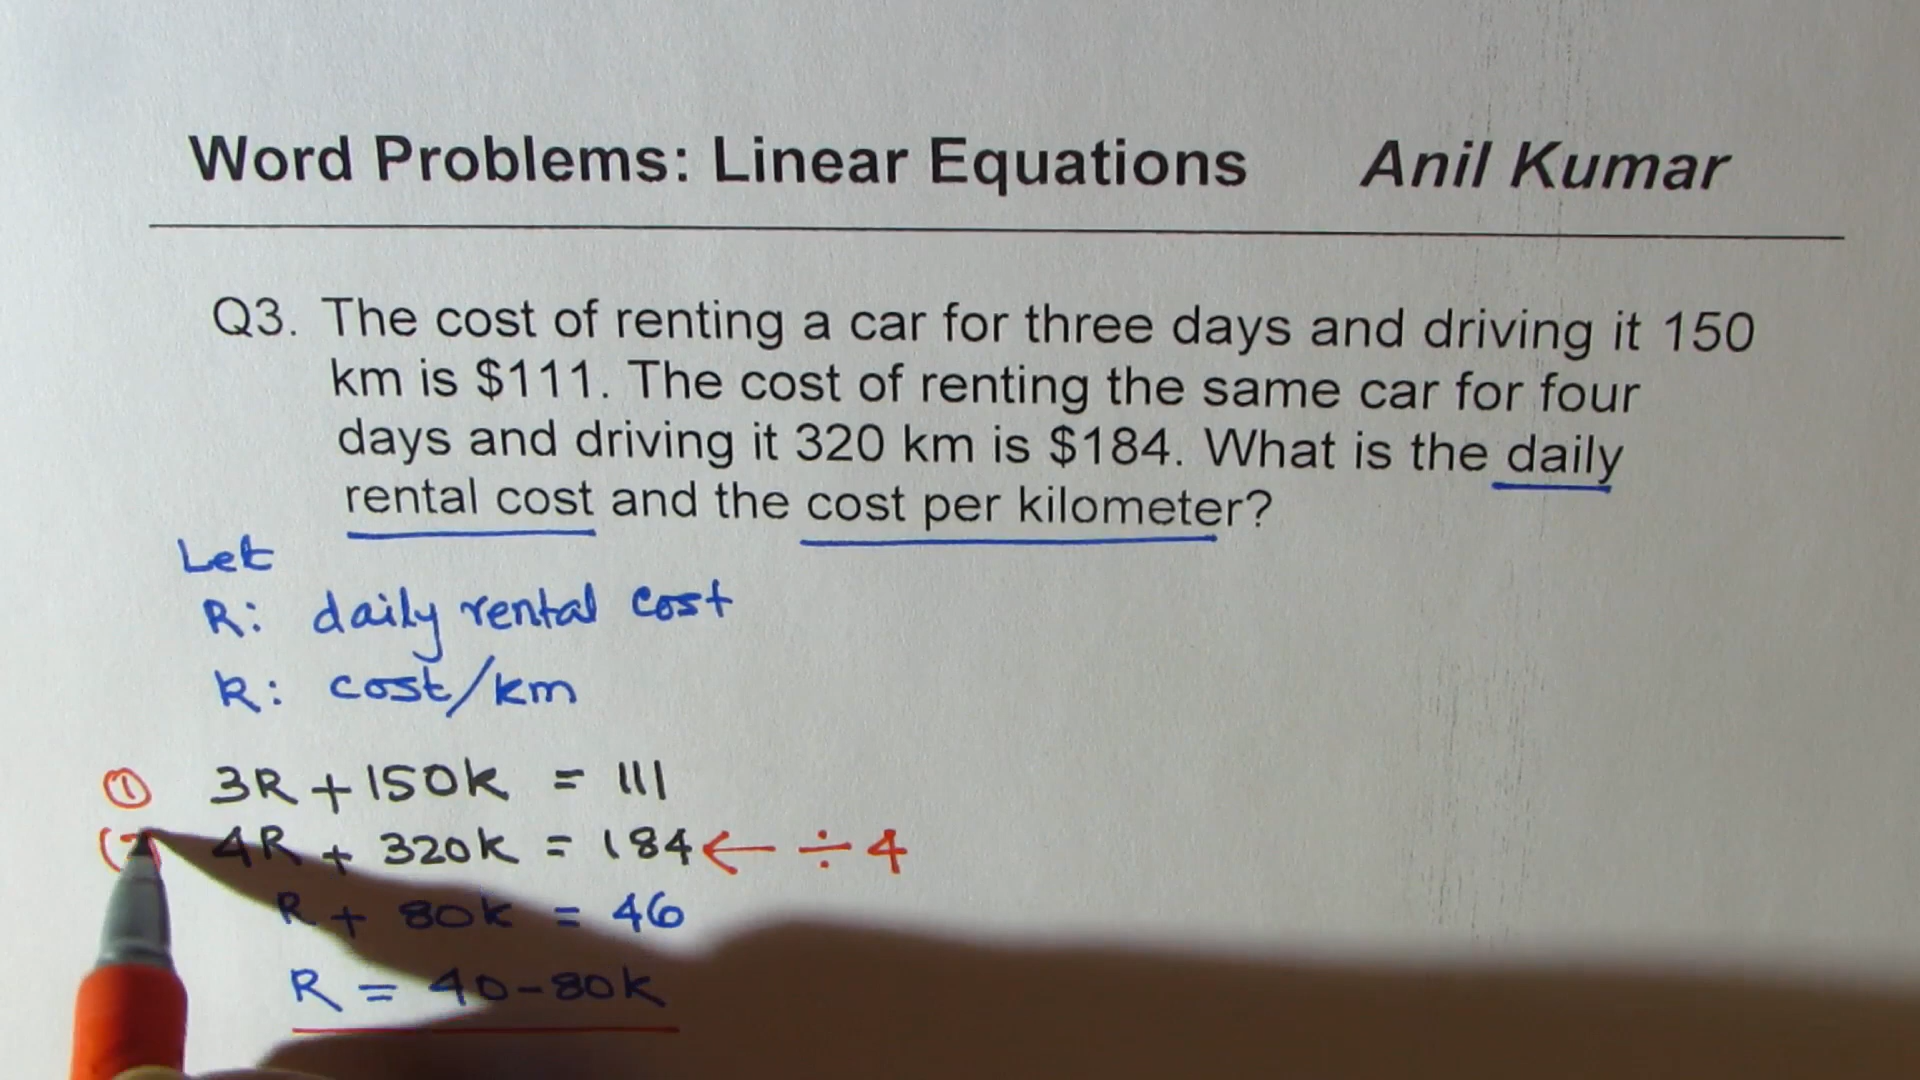 Word Problems: Linear Equations Anil Kumar
Q3. The cost of renting a car for three days and driving it 150
km is $111. The cost of renting the same car for four
days and driving it 320 km is $184. What is the daily
rental cost and the cost per kilometer?
Let
R: daily rental cost
k: cost/km
① 3R + 150k = 111
4R + 320k = 184 ← ÷ 4
R + 80k = 46
R = 40 - 80k